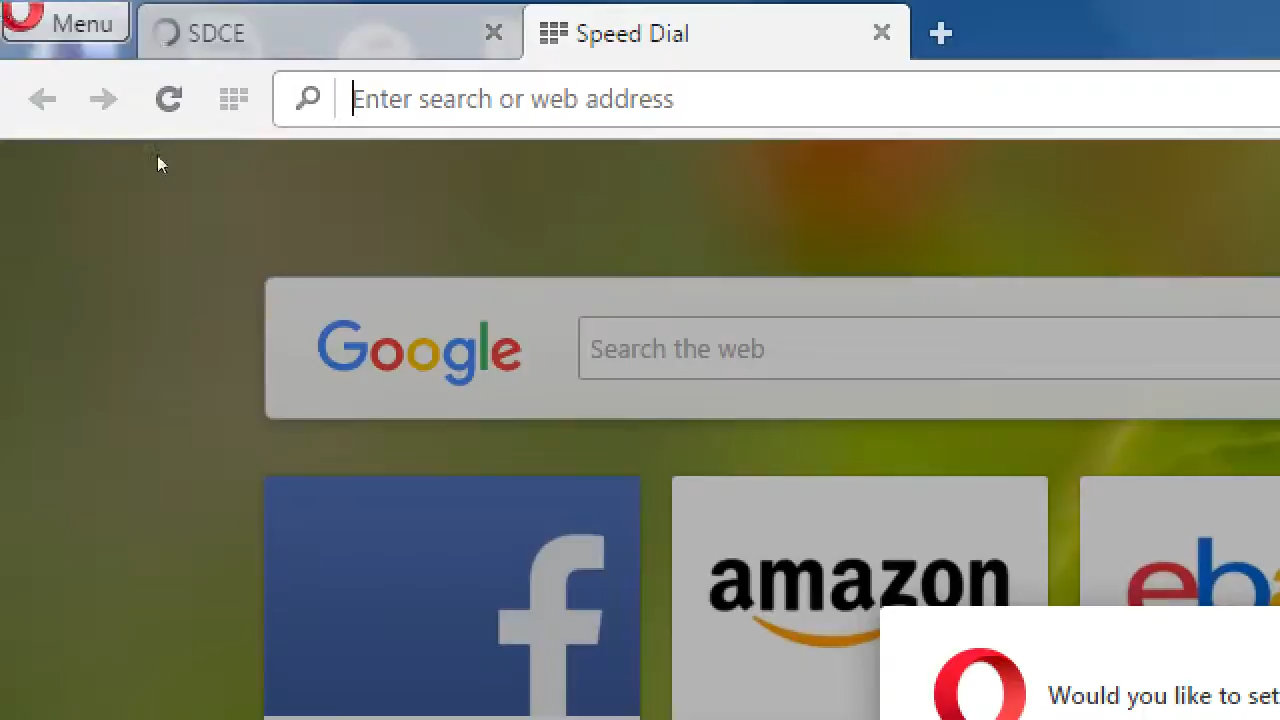 Menu
SDCE
Speed Dial
Enter search or web address
Google
Search the web
f
amazon
eba
Would you like to set